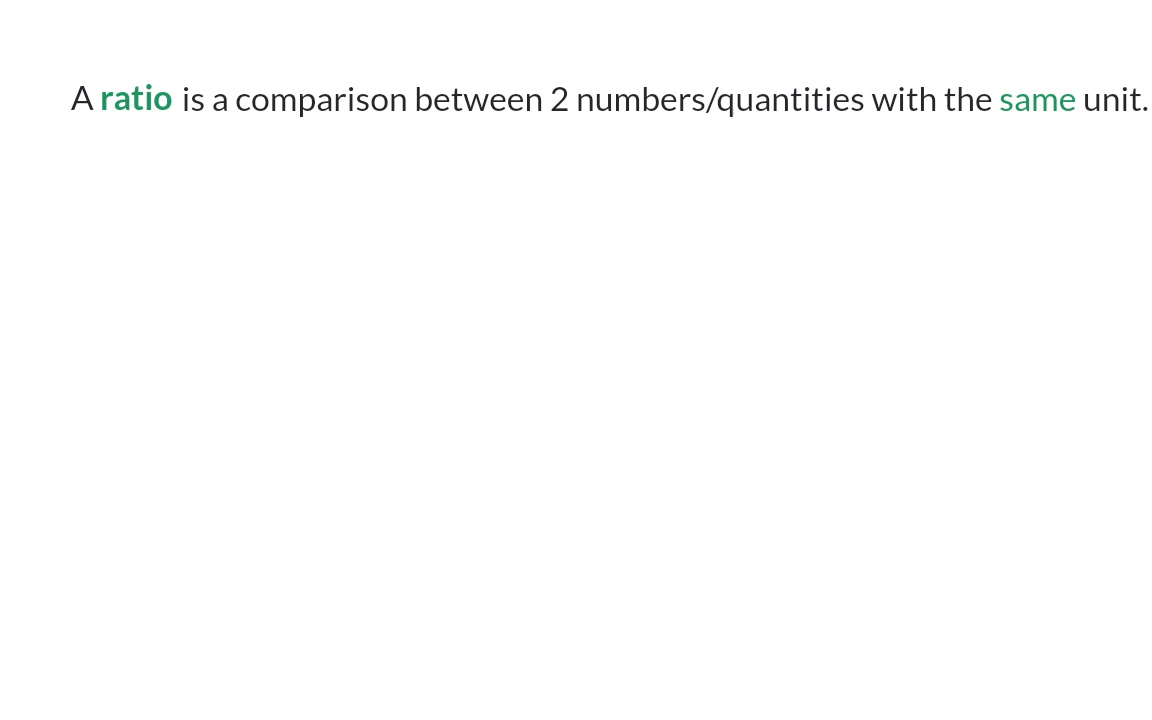 A ratio is a comparison between 2 numbers/quantities with the same unit.